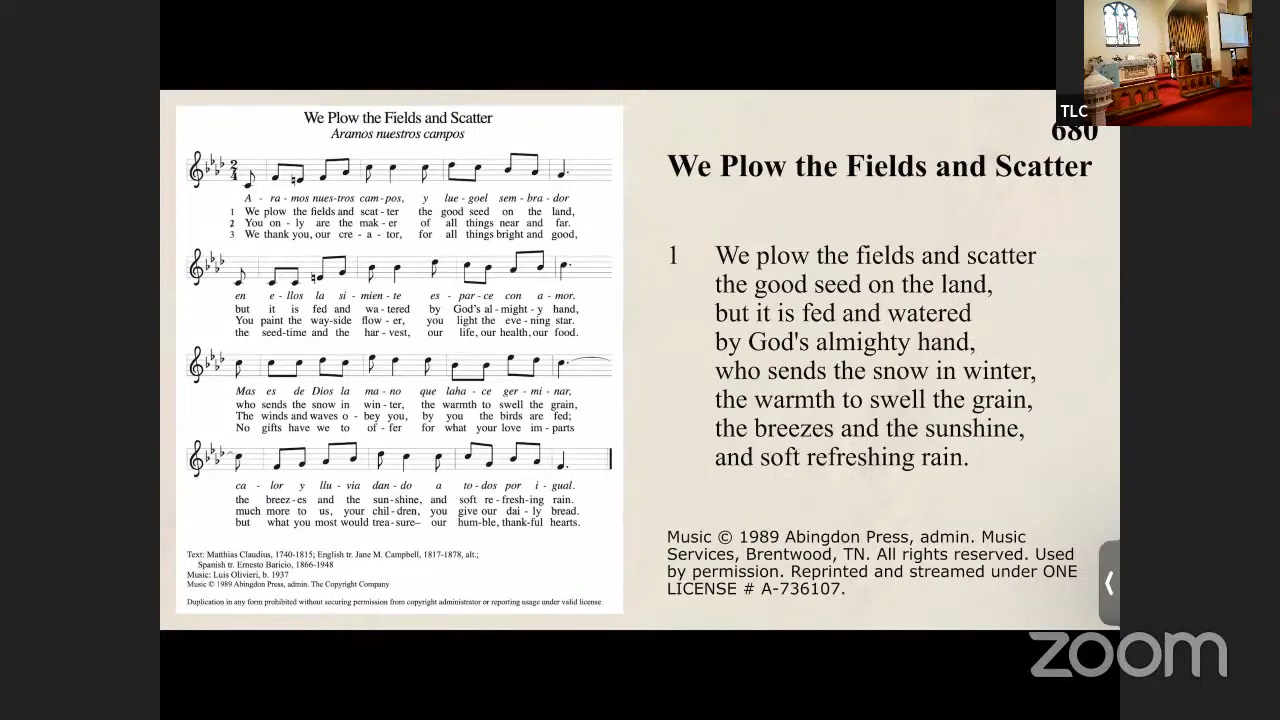 We Plow the Fields and Scatter
Aramos nuestros campos
A - ra - mos nues-tros cam-pos, y lue - goel sem - bra - dor
1 We plow the fields and scat - ter the good seed on the land,
2 You on - ly are the mak - er of all things near and far.
3 We thank you, our cre - a - tor, for all things bright and good,
en e - llos la si - mien - te es - par - ce con a - mor.
but it is fed and wa - tered by God's al - might - y hand,
You paint the way-side flow - er, you light the eve - ning star.
the seed-time and the har - vest, our life, our health, our food.
Mas es de Dios la ma - no que laha - ce ger - mi - nar,
who sends the snow in win - ter, the warmth to swell the grain,
The winds and waves o - bey you, by you the birds are fed;
No gifts have we to of - fer for what your love im - parts
ca - lor y llu - via dan - do a to - dos por i - gual.
the breez - es and the sun - shine, and soft re - fresh - ing rain.
much more to us, your chil - dren, you give our dai - ly bread.
but what you most would trea - sure– our hum - ble, thank - ful hearts.
Text: Matthias Claudius, 1740-1815; English tr. Jane M. Campbell, 1817-1878, alt.;
Spanish tr. Ernesto Baricio, 1866-1948
Music: Luis Olivieri, b. 1937
Music © 1989 Abingdon Press, admin. The Copyright Company
Duplication in any form prohibited without securing permission from copyright administrator or reporting usage under valid license.
TLC
680
We Plow the Fields and Scatter
1 We plow the fields and scatter
the good seed on the land,
but it is fed and watered
by God's almighty hand,
who sends the snow in winter,
the warmth to swell the grain,
the breezes and the sunshine,
and soft refreshing rain.
Music © 1989 Abingdon Press, admin. Music
Services, Brentwood, TN. All rights reserved. Used
by permission. Reprinted and streamed under ONE
LICENSE # A-736107.
zoom